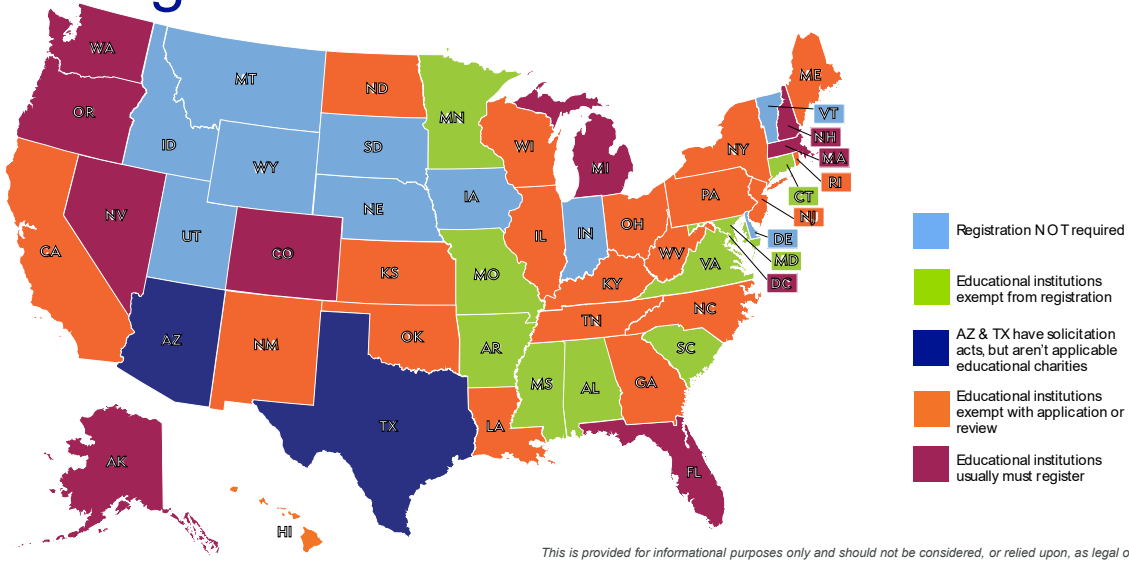 WA
OR
CA
NV
ID
MT
WY
UT
CO
AZ
NM
ND
SD
NE
KS
OK
TX
MN
IA
MO
AR
LA
WI
IL
MI
IN
OH
KY
TN
MS
AL
GA
FL
SC
NC
VA
WV
PA
NY
ME
VT
NH
MA
RI
CT
NJ
DE
MD
DC
AK
HI
Registration NOT required
Educational institutions
exempt from registration
AZ & TX have solicitation
acts, but aren't applicable
educational charities
Educational institutions
exempt with application or
review
Educational institutions
usually must register
This is provided for informational purposes only and should not be considered, or relied upon, as legal